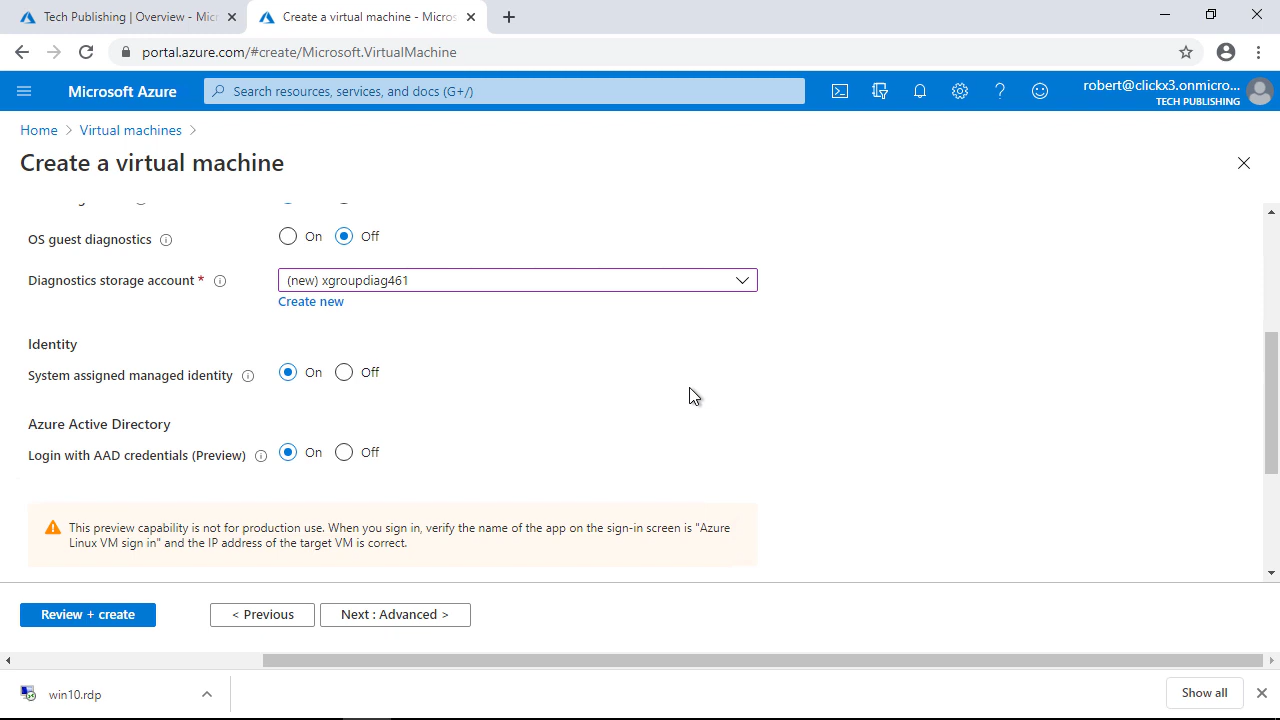 Tech Publishing | Overview - Micr
Create a virtual machine - Micros
portal.azure.com/#create/Microsoft.VirtualMachine
Microsoft Azure
Search resources, services, and docs (G+/)
robert@clickx3.onmicro...
TECH PUBLISHING
Home > Virtual machines >
Create a virtual machine
OS guest diagnostics On Off
Diagnostics storage account * (new) xgroupdiag461
Create new
Identity
System assigned managed identity On Off
Azure Active Directory
Login with AAD credentials (Preview) On Off
This preview capability is not for production use. When you sign in, verify the name of the app on the sign-in screen is "Azure
Linux VM sign in" and the IP address of the target VM is correct.
Review + create < Previous Next : Advanced >
win10.rdp Show all